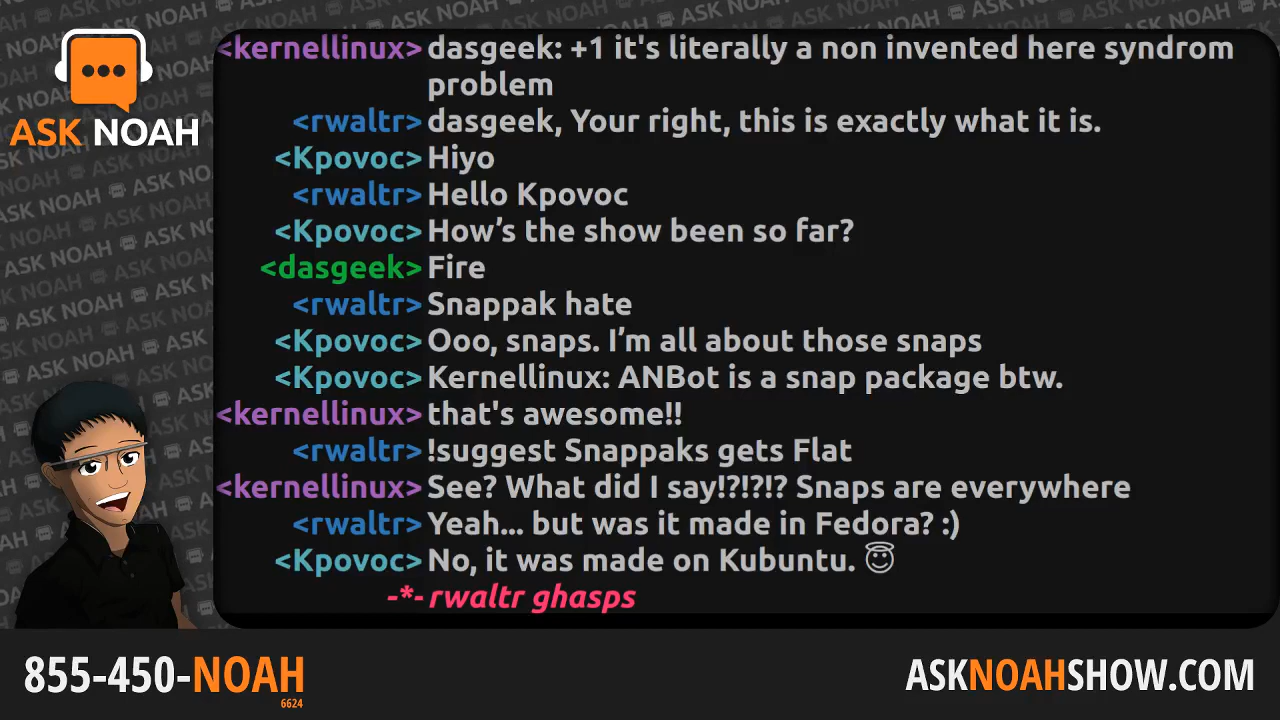 ASK NOAH
<kernellinux> dasgeek: +1 it's literally a non invented here syndrom
problem
<rwaltr> dasgeek, Your right, this is exactly what it is.
<Kpovoc> Hiyo
<rwaltr> Hello Kpovoc
<Kpovoc> How’s the show been so far?
<dasgeek> Fire
<rwaltr> Snappak hate
<Kpovoc> Ooo, snaps. I’m all about those snaps
<Kpovoc> Kernellinux: ANBot is a snap package btw.
<kernellinux> that's awesome!!
<rwaltr> !suggest Snappaks gets Flat
<kernellinux> See? What did I say!?!?!? Snaps are everywhere
<rwaltr> Yeah... but was it made in Fedora? :)
<Kpovoc> No, it was made on Kubuntu. 😇
-*- rwaltr ghasps
855-450-NOAH
6624
ASKNOAHSHOW.COM